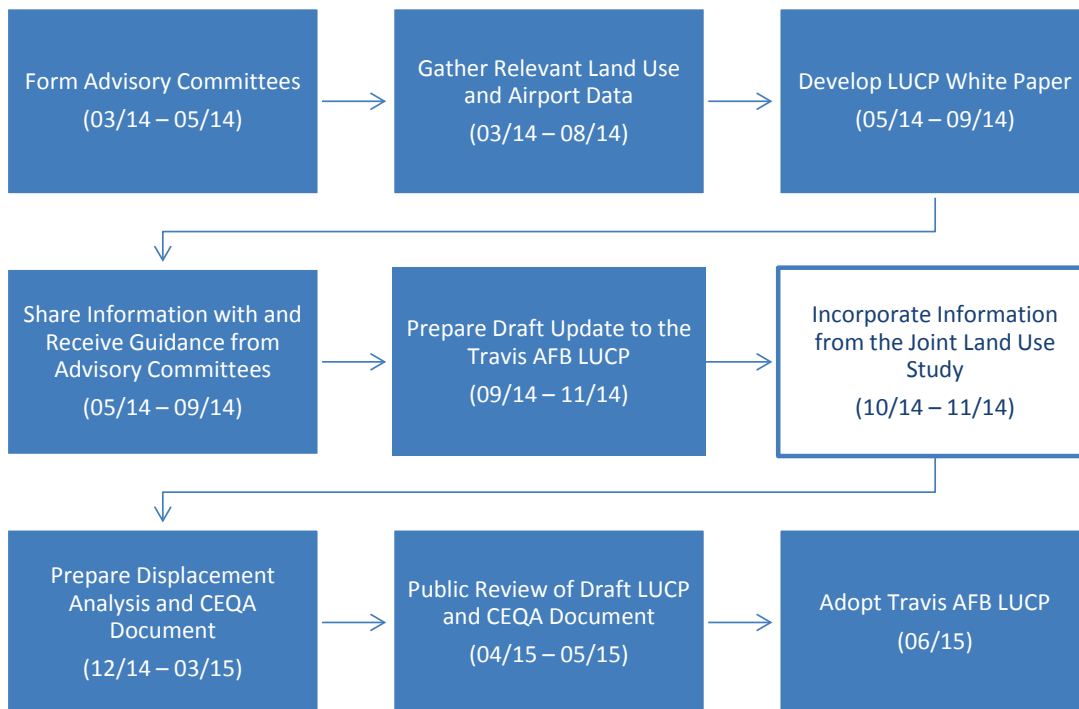 Form Advisory Committees
(03/14 – 05/14)
Gather Relevant Land Use
and Airport Data
(03/14 – 08/14)
Develop LUCP White Paper
(05/14 – 09/14)
Share Information with and
Receive Guidance from
Advisory Committees
(05/14 – 09/14)
Prepare Draft Update to the
Travis AFB LUCP
(09/14 – 11/14)
Incorporate Information
from the Joint Land Use
Study
(10/14 – 11/14)
Prepare Displacement
Analysis and CEQA
Document
(12/14 – 03/15)
Public Review of Draft LUCP
and CEQA Document
(04/15 – 05/15)
Adopt Travis AFB LUCP
(06/15)